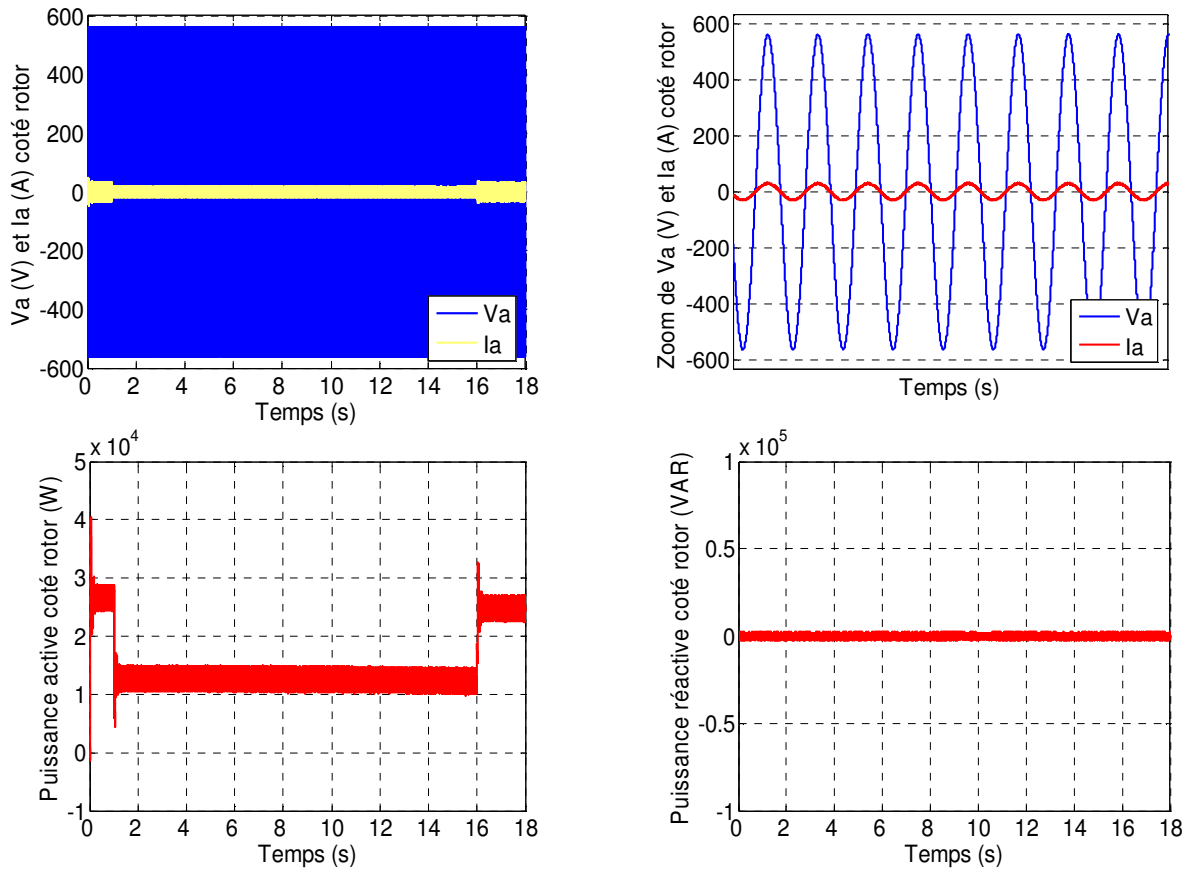 Va (V) et Ia (A) coté rotor
600
400
200
0
-200
-400
-600
Va
Ia
0 2 4 6 8 10 12 14 16 18
Temps (s)
Zoom de Va (V) et Ia (A) coté rotor
600
400
200
0
-200
-400
-600
Va
Ia
Temps (s)
Puissance active coté rotor (W)
x 10^4
5
4
3
2
1
0
-1
0 2 4 6 8 10 12 14 16 18
Temps (s)
Puissance réactive coté rotor (VAR)
x 10^5
1
0.5
0
-0.5
-1
0 2 4 6 8 10 12 14 16 18
Temps (s)